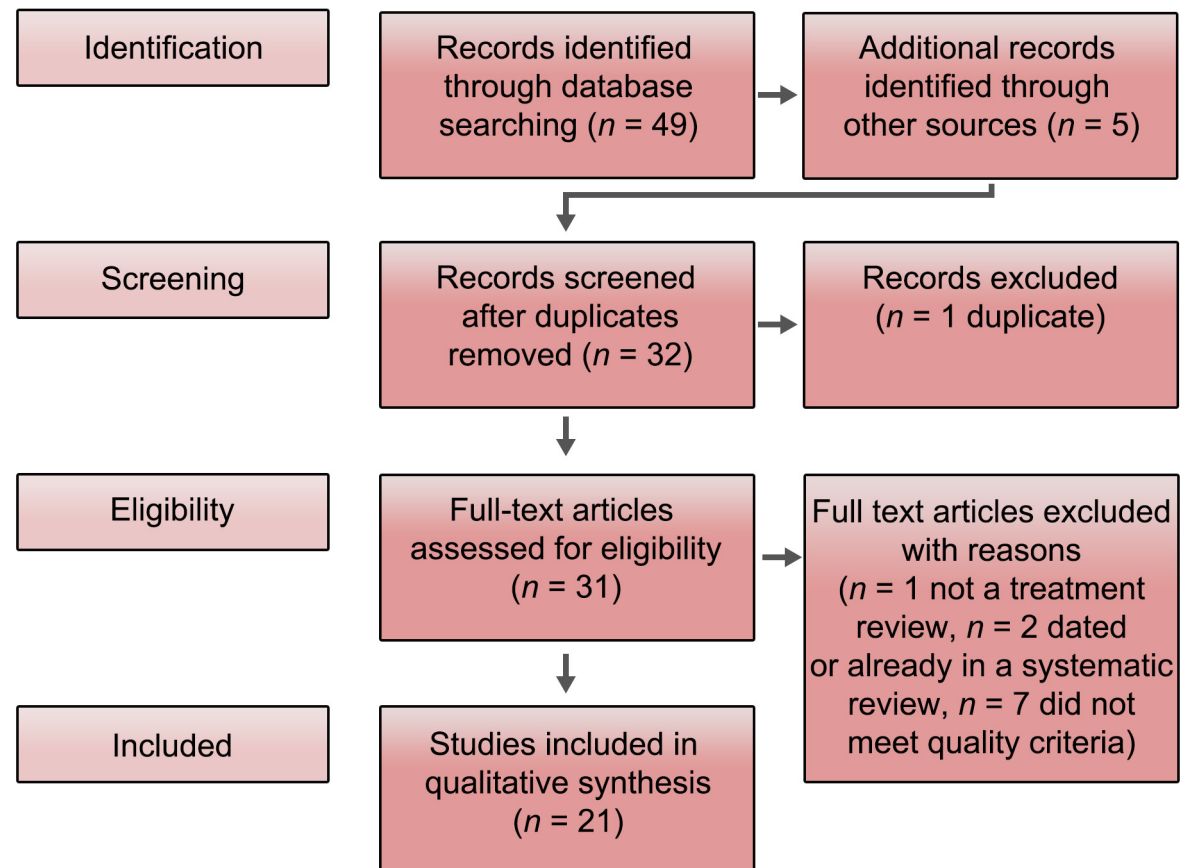 Identification
Records identified
through database
searching (n = 49)
Additional records
identified through
other sources (n = 5)
Screening
Records screened
after duplicates
removed (n = 32)
Records excluded
(n = 1 duplicate)
Eligibility
Full-text articles
assessed for eligibility
(n = 31)
Full text articles excluded
with reasons
(n = 1 not a treatment
review, n = 2 dated
or already in a systematic
review, n = 7 did not
meet quality criteria)
Included
Studies included in
qualitative synthesis
(n = 21)